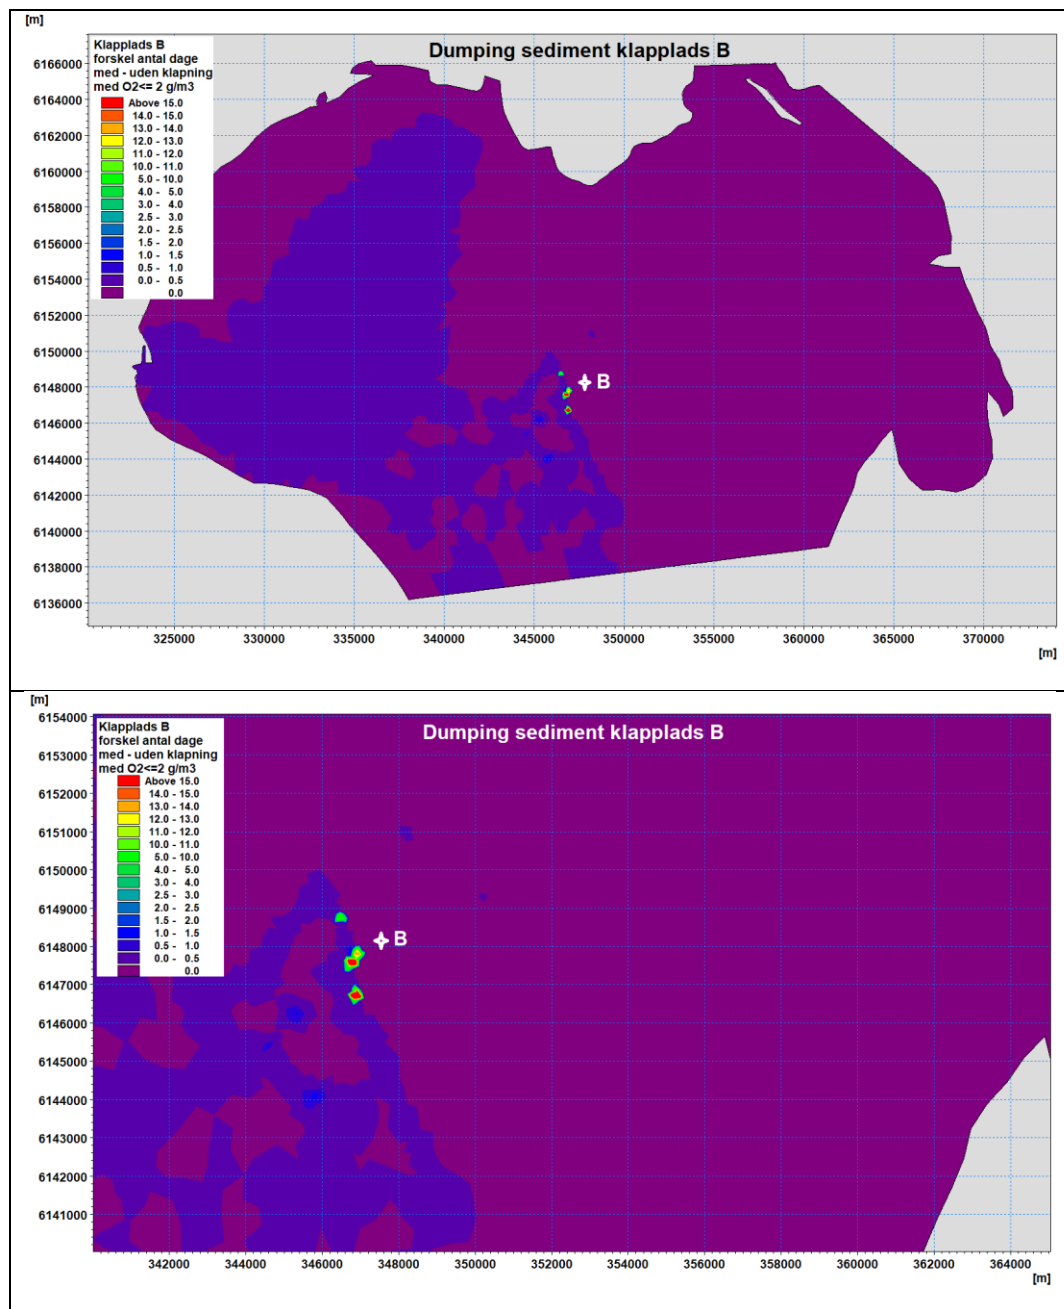 [m]
Dumping sediment klapplads B
Klapplads B
forskel antal dage
med - uden klapning
med O2<= 2 g/m3
Above 15.0
14.0 - 15.0
13.0 - 14.0
12.0 - 13.0
11.0 - 12.0
10.0 - 11.0
5.0 - 10.0
4.0 - 5.0
3.0 - 4.0
2.5 - 3.0
2.0 - 2.5
1.5 - 2.0
1.0 - 1.5
0.5 - 1.0
0.0 - 0.5
0.0
6166000
6164000
6162000
6160000
6158000
6156000
6154000
6152000
6150000
6148000
6146000
6144000
6142000
6140000
6138000
6136000
B
325000 330000 335000 340000 345000 350000 355000 360000 365000 370000
[m]
[m]
Dumping sediment klapplads B
Klapplads B
forskel antal dage
med - uden klapning
med O2<=2 g/m3
Above 15.0
14.0 - 15.0
13.0 - 14.0
12.0 - 13.0
11.0 - 12.0
10.0 - 11.0
5.0 - 10.0
4.0 - 5.0
3.0 - 4.0
2.5 - 3.0
2.0 - 2.5
1.5 - 2.0
1.0 - 1.5
0.5 - 1.0
0.0 - 0.5
0.0
6154000
6153000
6152000
6151000
6150000
6149000
6148000
6147000
6146000
6145000
6144000
6143000
6142000
6141000
B
342000 344000 346000 348000 350000 352000 354000 356000 358000 360000 362000 364000
[m]